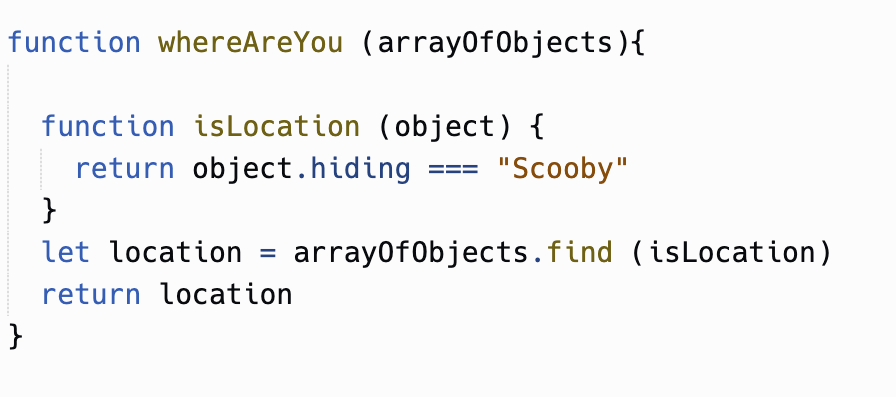 function whereAreYou (arrayOfObjects){
function isLocation (object) {
return object.hiding === "Scooby"
}
let location = arrayOfObjects.find (isLocation)
return location
}